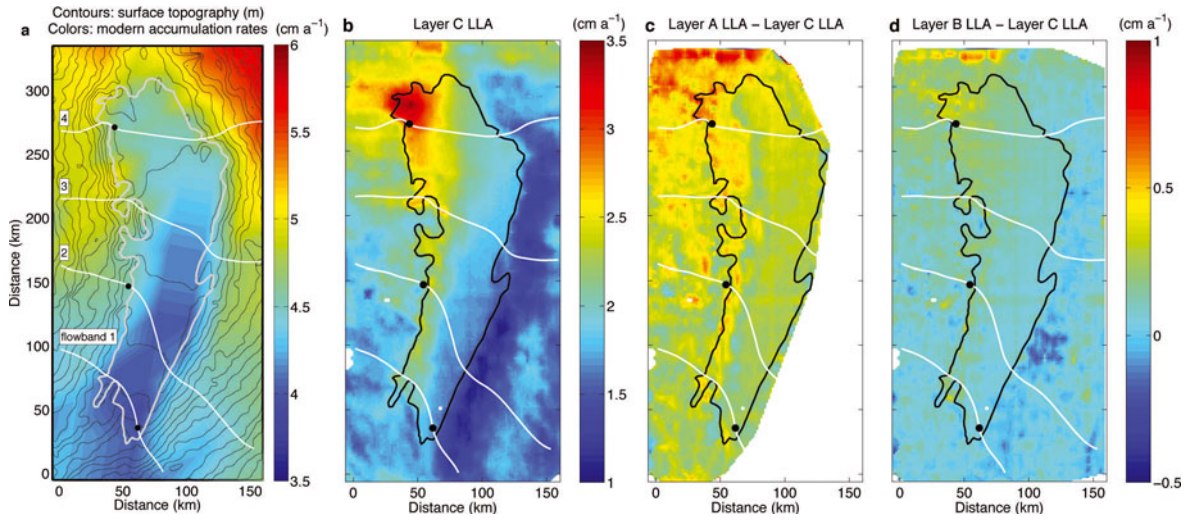 Contours: surface topography (m)
Colors: modern accumulation rates
(cm a⁻¹)
a
6
5.5
5
4.5
4
3.5
300
250
200
150
100
50
0
Distance (km)
4
3
2
flowband 1
0
50
100
150
Distance (km)
b
Layer C LLA
(cm a⁻¹)
3.5
3
2.5
2
1.5
1
0
50
100
150
Distance (km)
c
Layer A LLA – Layer C LLA
0
50
100
150
Distance (km)
d
Layer B LLA – Layer C LLA
(cm a⁻¹)
1
0.5
0
−0.5
0
50
100
150
Distance (km)